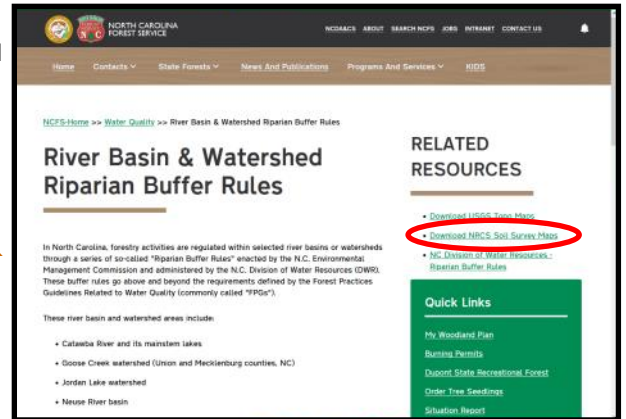 NORTH CAROLINA
FOREST SERVICE
NCDA&CS ABOUT SEARCH NCFS JOBS INTRANET CONTACT US
Home Contacts State Forests News And Publications Programs And Services KIDS
NCFS-Home >> Water Quality >> River Basin & Watershed Riparian Buffer Rules
River Basin & Watershed
Riparian Buffer Rules
In North Carolina, forestry activities are regulated within selected river basins or watersheds
through a series of so-called "Riparian Buffer Rules" enacted by the N.C. Environmental
Management Commission and administered by the N.C. Division of Water Resources (DWR).
These buffer rules go above and beyond the requirements defined by the Forest Practices
Guidelines Related to Water Quality (commonly called "FPGs").
These river basin and watershed areas include:
• Catawba River and its mainstem lakes
• Goose Creek watershed (Union and Mecklenburg counties, NC)
• Jordan Lake watershed
• Neuse River basin
RELATED
RESOURCES
• Download USGS Topo Maps
• Download NRCS Soil Survey Maps
• NC Division of Water Resources -
Riparian Buffer Rules
Quick Links
My Woodland Plan
Burning Permits
Dupont State Recreational Forest
Order Tree Seedlings
Situation Report